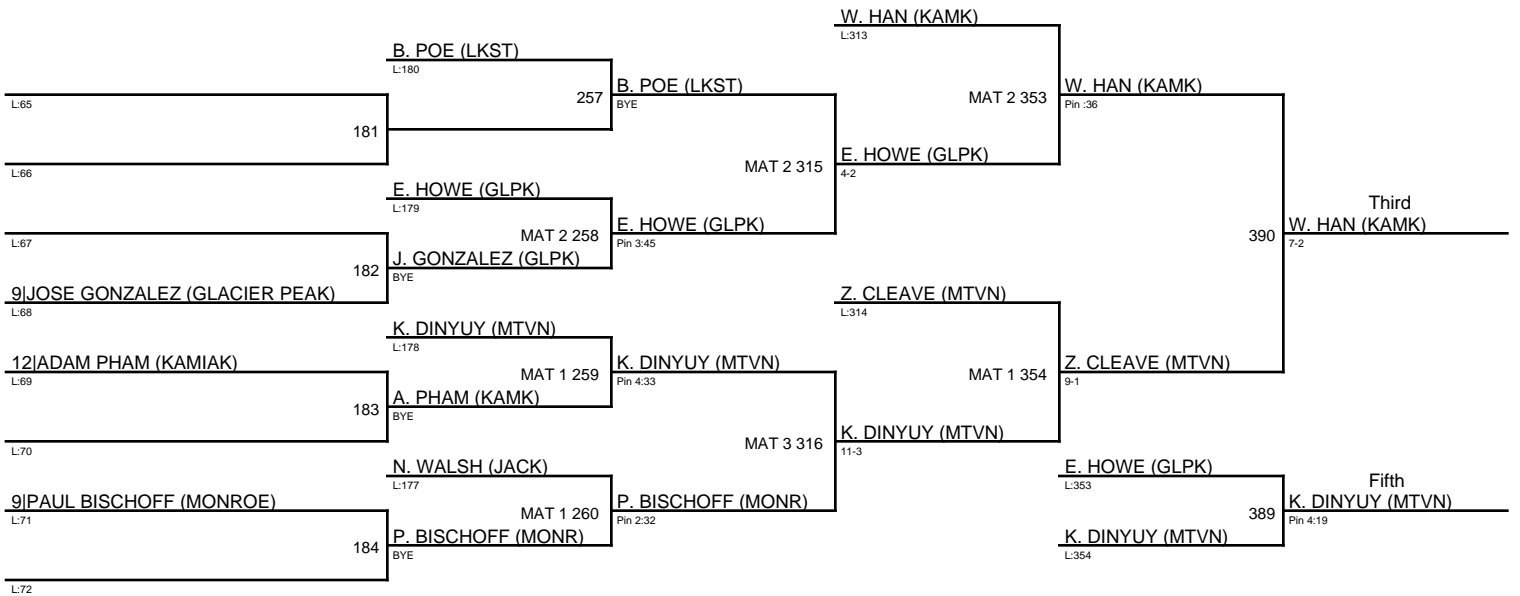 W. HAN (KAMK)
L:313
B. POE (LKST)
L:180
257
B. POE (LKST)
BYE
MAT 2 353
W. HAN (KAMK)
Pin :36
L:65
181
L:66
MAT 2 315
E. HOWE (GLPK)
4-2
E. HOWE (GLPK)
L:179
MAT 2 258
E. HOWE (GLPK)
Pin 3:45
L:67
182
J. GONZALEZ (GLPK)
BYE
9|JOSE GONZALEZ (GLACIER PEAK)
L:68
390
Third
W. HAN (KAMK)
7-2
Z. CLEAVE (MTVN)
L:314
K. DINYUY (MTVN)
L:178
12|ADAM PHAM (KAMIAK)
L:69
MAT 1 259
K. DINYUY (MTVN)
Pin 4:33
MAT 1 354
Z. CLEAVE (MTVN)
9-1
183
A. PHAM (KAMK)
BYE
L:70
MAT 3 316
K. DINYUY (MTVN)
11-3
N. WALSH (JACK)
L:177
E. HOWE (GLPK)
L:353
9|PAUL BISCHOFF (MONROE)
L:71
MAT 1 260
P. BISCHOFF (MONR)
Pin 2:32
389
Fifth
K. DINYUY (MTVN)
Pin 4:19
184
P. BISCHOFF (MONR)
BYE
K. DINYUY (MTVN)
L:354
L:72